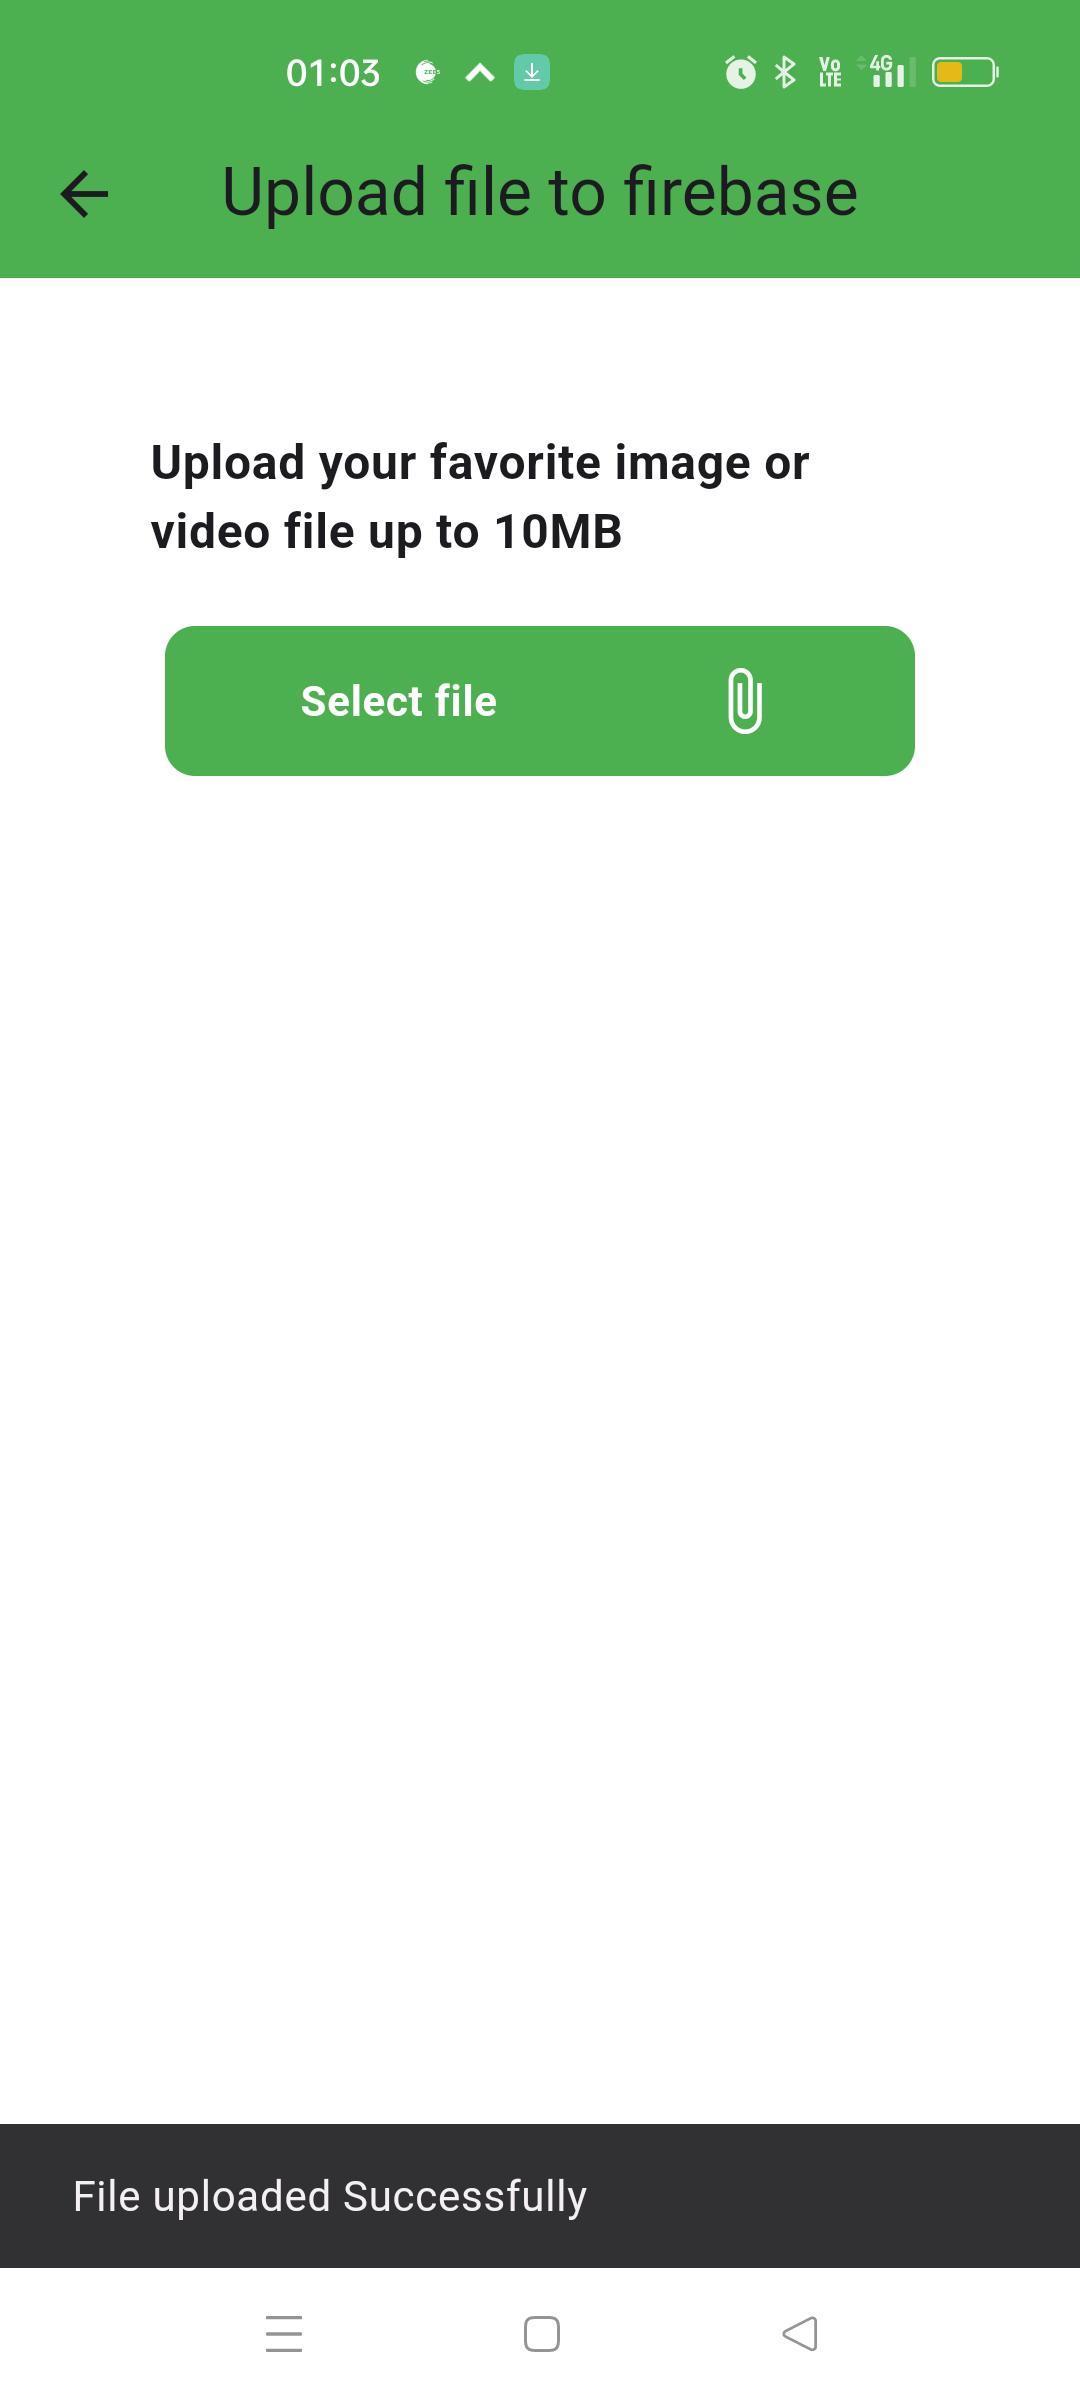 01:03
Vo
LTE
4G
Upload file to firebase
Upload your favorite image or
video file up to 10MB
Select file
File uploaded Successfully